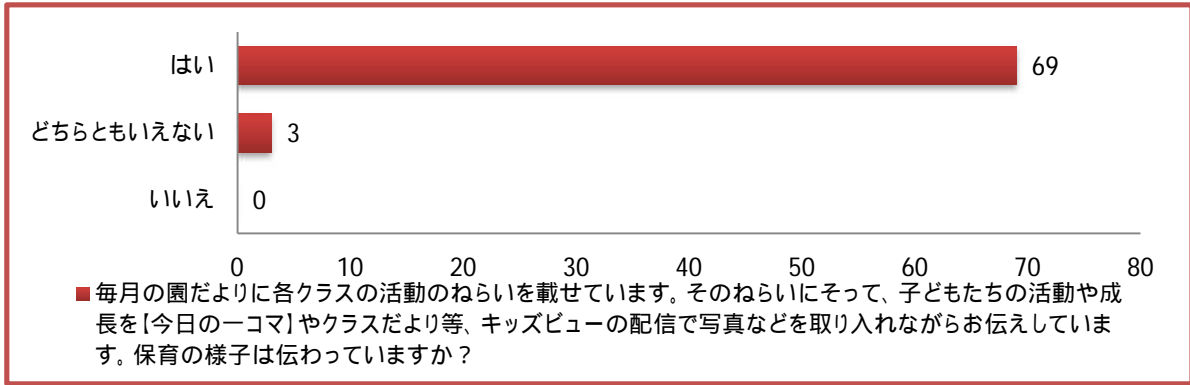 はい 69
どちらともいえない 3
いいえ 0
0 10 20 30 40 50 60 70 80
毎月の園だよりに各クラスの活動のねらいを載せています。そのねらいにそって、子どもたちの活動や成
長を【今日の一コマ】やクラスだより等、キッズビューの配信で写真などを取り入れながらお伝えしていま
す。保育の様子は伝わっていますか？